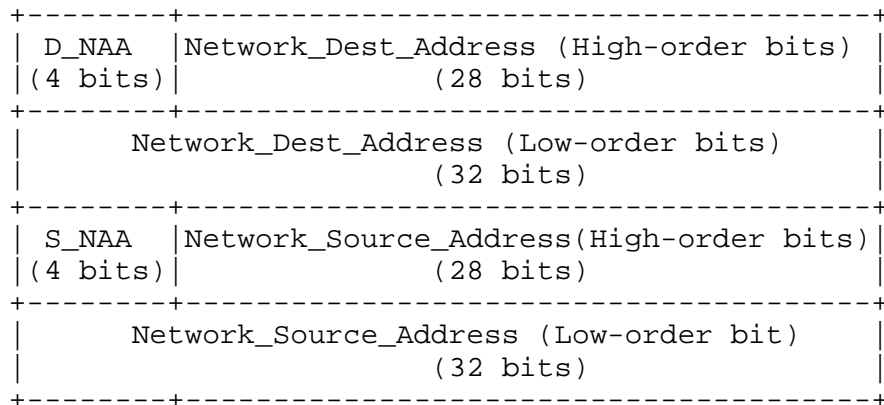 +--------+---------------------------------------+
| D_NAA |Network_Dest_Address (High-order bits) |
|(4 bits)| (28 bits) |
+--------+---------------------------------------+
| Network_Dest_Address (Low-order bits) |
| (32 bits) |
+--------+---------------------------------------+
| S_NAA |Network_Source_Address(High-order bits)|
|(4 bits)| (28 bits) |
+--------+---------------------------------------+
| Network_Source_Address (Low-order bit) |
| (32 bits) |
+--------+---------------------------------------+